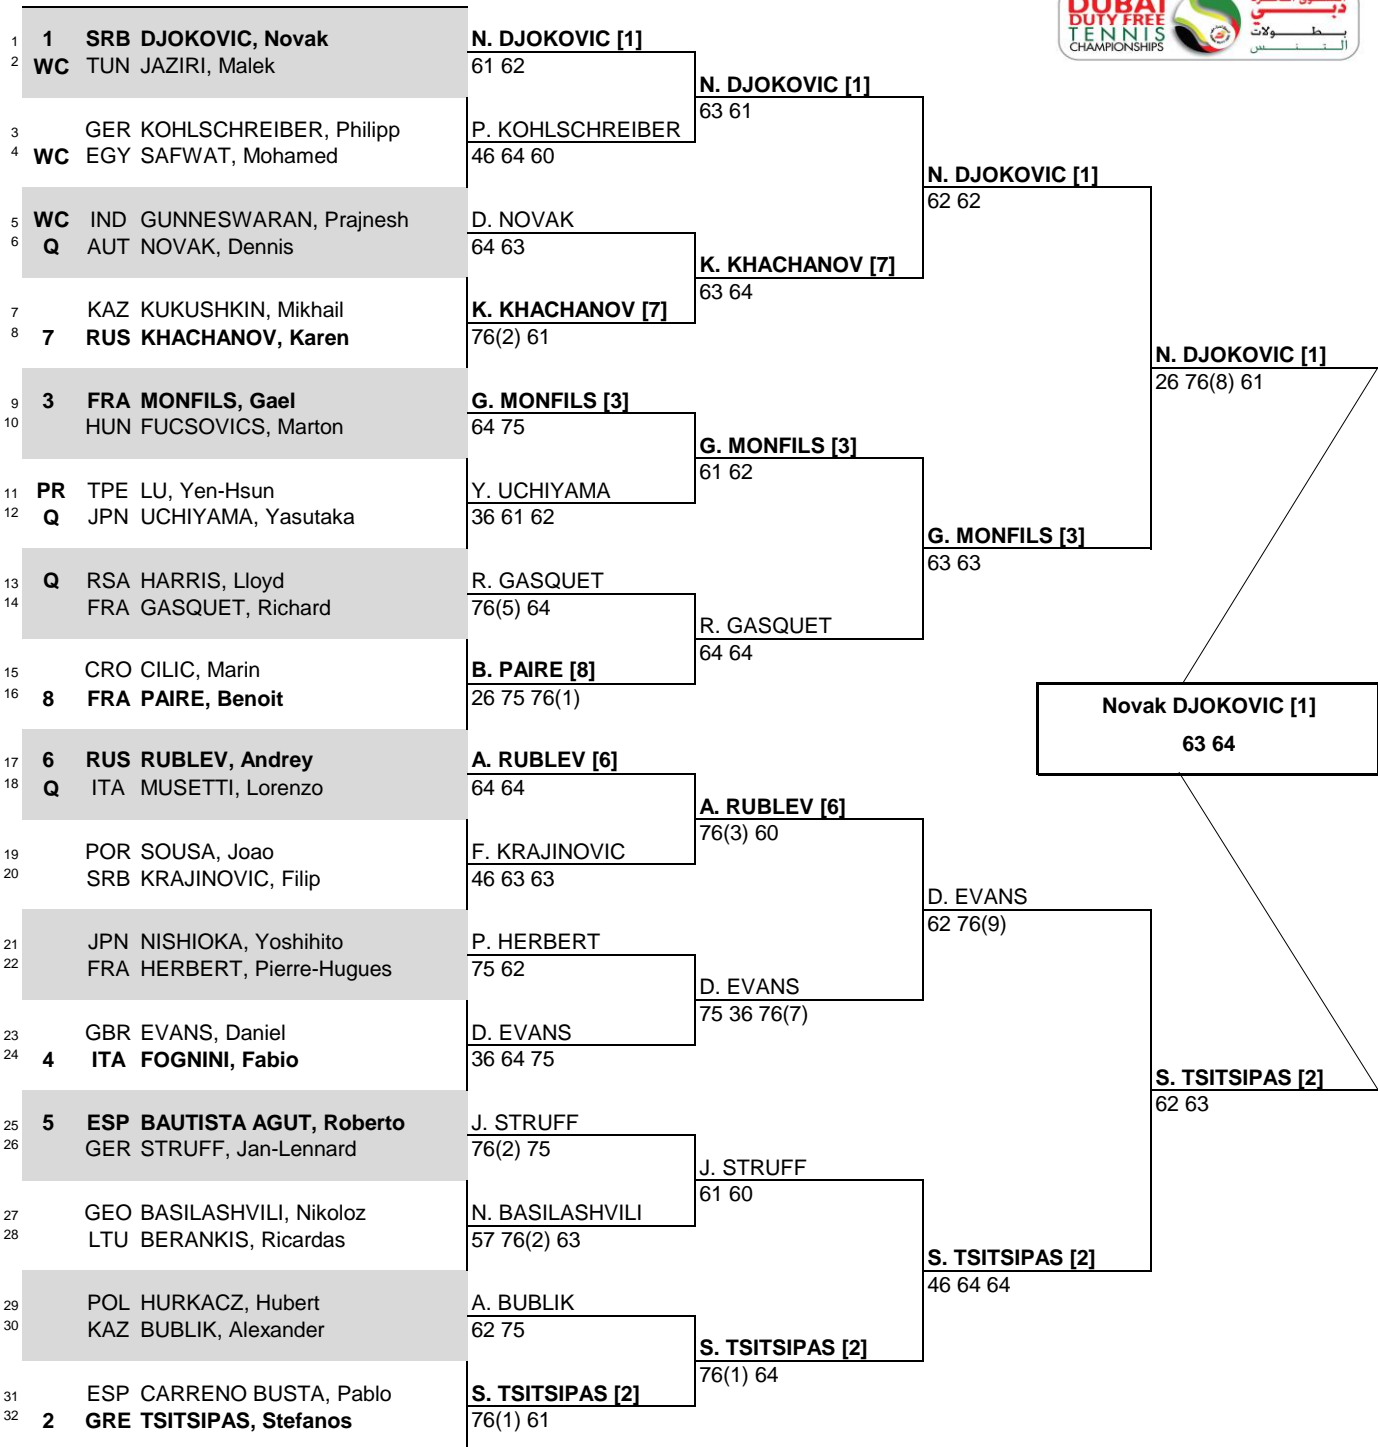 DUBAI
DUTY FREE
TENNIS
CHAMPIONSHIPS
دبي
بطولات
التنس
1 1 SRB DJOKOVIC, Novak
2 WC TUN JAZIRI, Malek
3 GER KOHLSCHREIBER, Philipp
4 WC EGY SAFWAT, Mohamed
5 WC IND GUNNESWARAN, Prajnesh
6 Q AUT NOVAK, Dennis
7 KAZ KUKUSHKIN, Mikhail
8 7 RUS KHACHANOV, Karen
9 3 FRA MONFILS, Gael
10 HUN FUCSOVICS, Marton
11 PR TPE LU, Yen-Hsun
12 Q JPN UCHIYAMA, Yasutaka
13 Q RSA HARRIS, Lloyd
14 FRA GASQUET, Richard
15 CRO CILIC, Marin
16 8 FRA PAIRE, Benoit
17 6 RUS RUBLEV, Andrey
18 Q ITA MUSETTI, Lorenzo
19 POR SOUSA, Joao
20 SRB KRAJINOVIC, Filip
21 JPN NISHIOKA, Yoshihito
22 FRA HERBERT, Pierre-Hugues
23 GBR EVANS, Daniel
24 4 ITA FOGNINI, Fabio
25 5 ESP BAUTISTA AGUT, Roberto
26 GER STRUFF, Jan-Lennard
27 GEO BASILASHVILI, Nikoloz
28 LTU BERANKIS, Ricardas
29 POL HURKACZ, Hubert
30 KAZ BUBLIK, Alexander
31 ESP CARRENO BUSTA, Pablo
32 2 GRE TSITSIPAS, Stefanos
N. DJOKOVIC [1]
61 62
P. KOHLSCHREIBER
46 64 60
D. NOVAK
64 63
K. KHACHANOV [7]
76(2) 61
G. MONFILS [3]
64 75
Y. UCHIYAMA
36 61 62
R. GASQUET
76(5) 64
B. PAIRE [8]
26 75 76(1)
A. RUBLEV [6]
64 64
F. KRAJINOVIC
46 63 63
P. HERBERT
75 62
D. EVANS
36 64 75
J. STRUFF
76(2) 75
N. BASILASHVILI
57 76(2) 63
A. BUBLIK
62 75
S. TSITSIPAS [2]
76(1) 61
N. DJOKOVIC [1]
63 61
K. KHACHANOV [7]
63 64
G. MONFILS [3]
61 62
R. GASQUET
64 64
A. RUBLEV [6]
76(3) 60
D. EVANS
75 36 76(7)
J. STRUFF
61 60
S. TSITSIPAS [2]
76(1) 64
N. DJOKOVIC [1]
62 62
G. MONFILS [3]
63 63
D. EVANS
62 76(9)
S. TSITSIPAS [2]
46 64 64
N. DJOKOVIC [1]
26 76(8) 61
S. TSITSIPAS [2]
62 63
Novak DJOKOVIC [1]
63 64